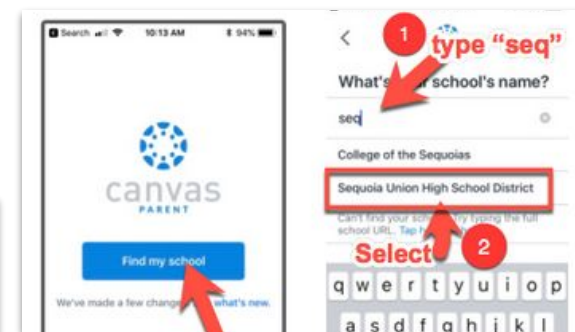 Search 10:13 AM 94%
canvas
PARENT
Find my school
We've made a few change what's new.
1 type "seq"
What's school's name?
seq
College of the Sequoias
Sequoia Union High School District
Can't find your Try typing the full
school URL. Tap
Select 2
q w e r t y u i o p
a s d f g h j k l